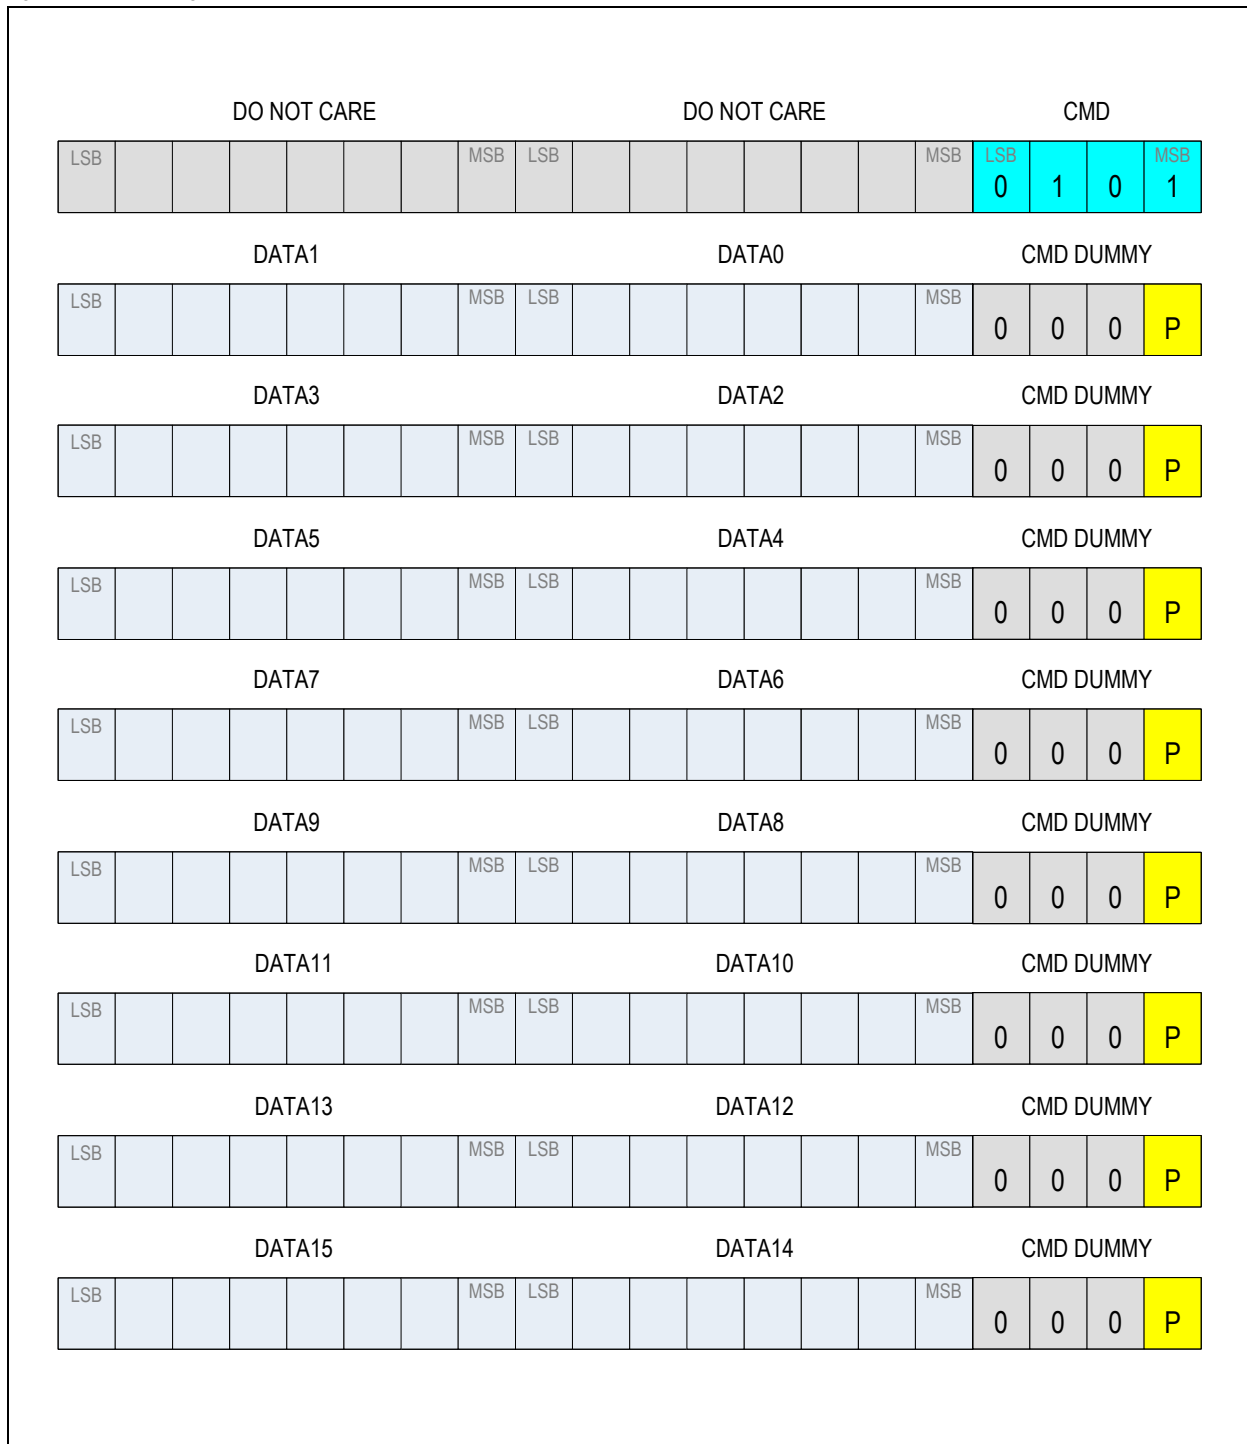 DO NOT CARE DO NOT CARE CMD
LSB MSB LSB MSB LSB MSB
0 1 0 1
DATA1 DATA0 CMD DUMMY
LSB MSB LSB MSB
0 0 0 P
DATA3 DATA2 CMD DUMMY
LSB MSB LSB MSB
0 0 0 P
DATA5 DATA4 CMD DUMMY
LSB MSB LSB MSB
0 0 0 P
DATA7 DATA6 CMD DUMMY
LSB MSB LSB MSB
0 0 0 P
DATA9 DATA8 CMD DUMMY
LSB MSB LSB MSB
0 0 0 P
DATA11 DATA10 CMD DUMMY
LSB MSB LSB MSB
0 0 0 P
DATA13 DATA12 CMD DUMMY
LSB MSB LSB MSB
0 0 0 P
DATA15 DATA14 CMD DUMMY
LSB MSB LSB MSB
0 0 0 P